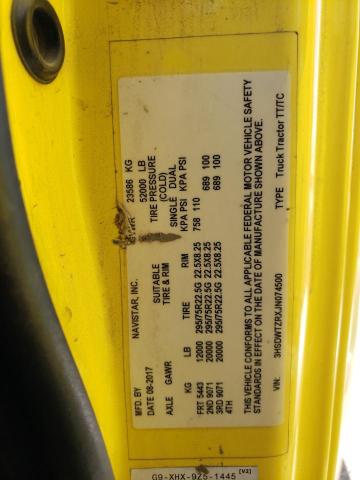 MFD BY NAVISTAR, INC. GVWR 23586 KG
DATE 08-2017 52000 LB
SUITABLE TIRE PRESSURE
AXLE GAWR TIRE & RIM (COLD)
SINGLE DUAL
LB TIRE RIM KPA PSI KPA PSI
FRT 5443 12000 295/75R22.5G 22.5X8.25 758 110
2ND 9071 20000 295/75R22.5G 22.5X8.25 689 100
3RD 9071 20000 295/75R22.5G 22.5X8.25 689 100
4TH
THIS VEHICLE CONFORMS TO ALL APPLICABLE FEDERAL MOTOR VEHICLE SAFETY
STANDARDS IN EFFECT ON THE DATE OF MANUFACTURE SHOWN ABOVE.
VIN: 3HSDWTZRXJN074500 TYPE Truck Tractor TT/TC
G9-XHX-9Z5-1445 [V2]